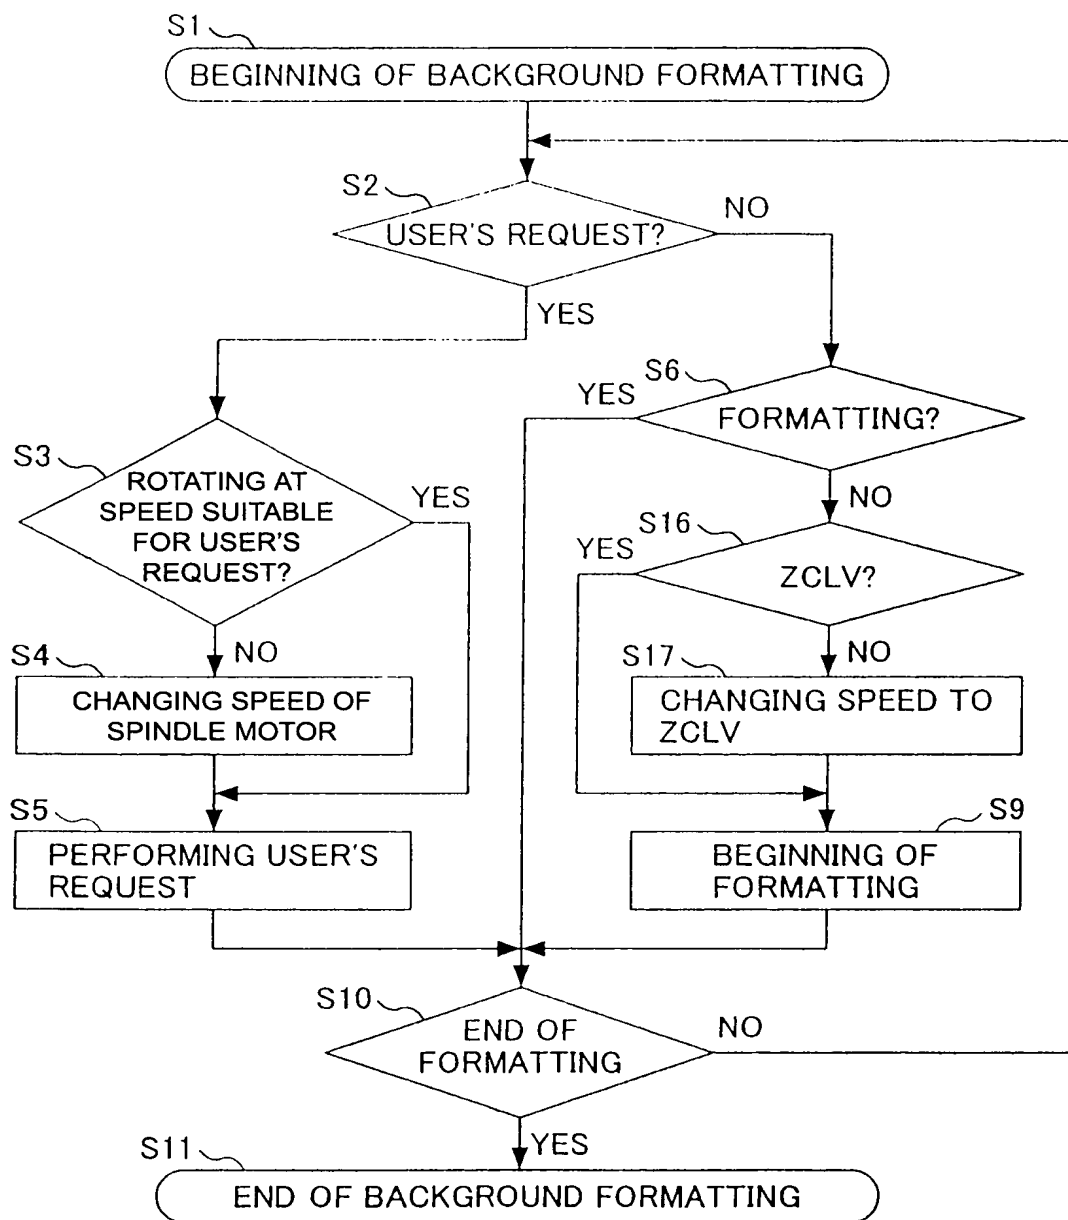 S1
BEGINNING OF BACKGROUND FORMATTING
S2
USER'S REQUEST?
NO
YES
S6
YES
FORMATTING?
NO
S3
ROTATING AT
SPEED SUITABLE
FOR USER'S
REQUEST?
YES
NO
S16
YES
ZCLV?
NO
S4
CHANGING SPEED OF
SPINDLE MOTOR
S17
CHANGING SPEED TO
ZCLV
S5
PERFORMING USER'S
REQUEST
S9
BEGINNING OF
FORMATTING
S10
END OF
FORMATTING
NO
YES
S11
END OF BACKGROUND FORMATTING